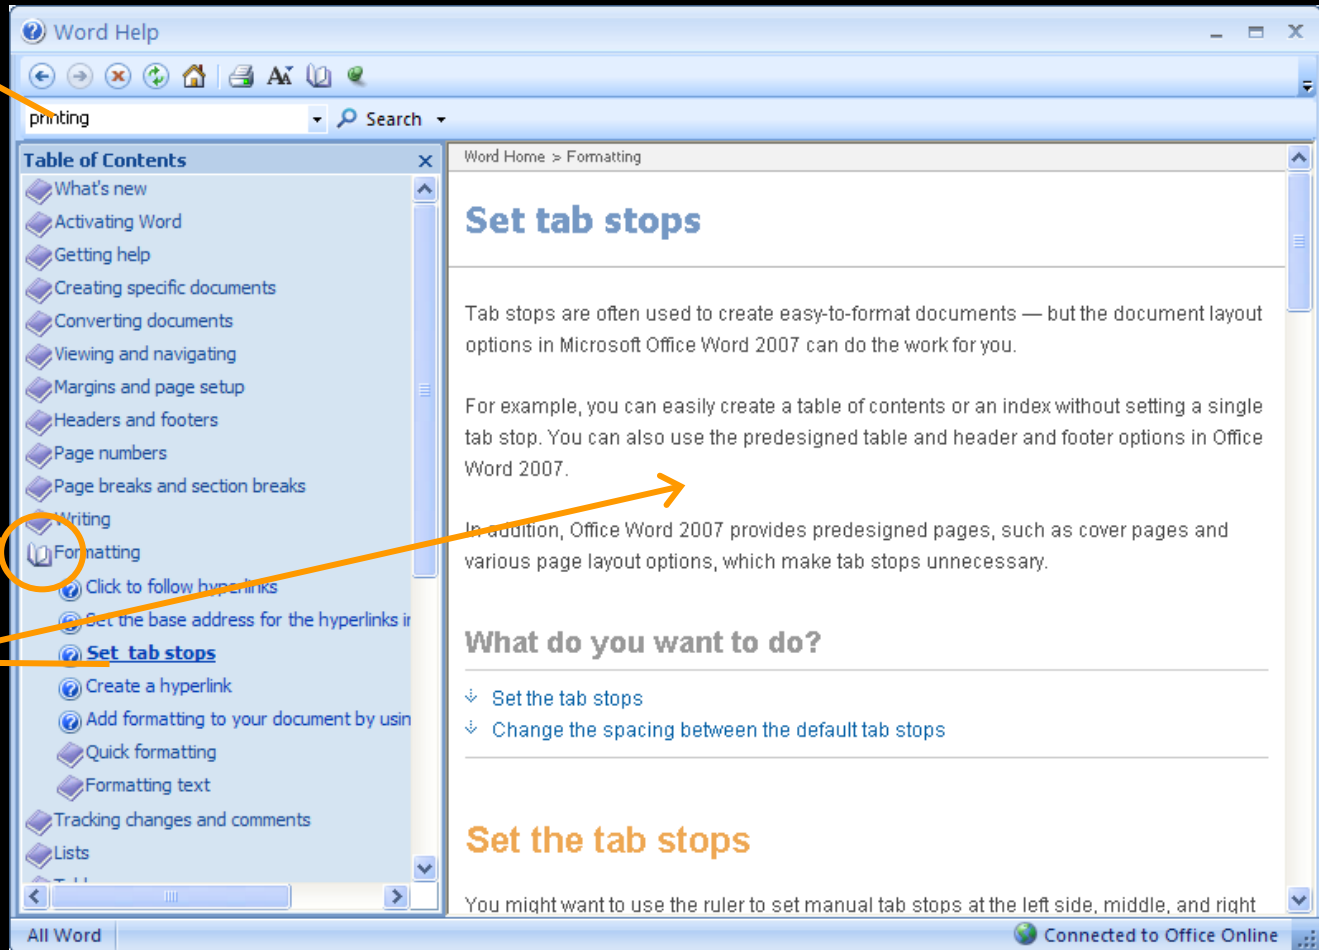 Word Help
printing
Search
Table of Contents
What's new
Activating Word
Getting help
Creating specific documents
Converting documents
Viewing and navigating
Margins and page setup
Headers and footers
Page numbers
Page breaks and section breaks
Writing
Formatting
Click to follow hyperlinks
Set the base address for the hyperlinks
Set tab stops
Create a hyperlink
Add formatting to your document by usin
Quick formatting
Formatting text
Tracking changes and comments
Lists
Word Home > Formatting
Set tab stops
Tab stops are often used to create easy-to-format documents — but the document layout
options in Microsoft Office Word 2007 can do the work for you.
For example, you can easily create a table of contents or an index without setting a single
tab stop. You can also use the predesigned table and header and footer options in Office
Word 2007.
In addition, Office Word 2007 provides predesigned pages, such as cover pages and
various page layout options, which make tab stops unnecessary.
What do you want to do?
Set the tab stops
Change the spacing between the default tab stops
Set the tab stops
You might want to use the ruler to set manual tab stops at the left side, middle, and right
All Word
Connected to Office Online